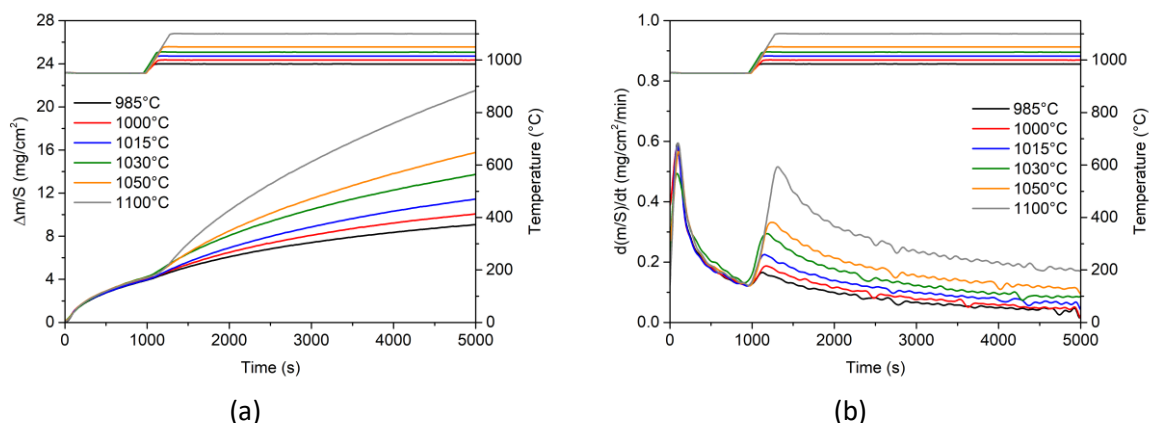 28
24
20
16
12
8
4
0
Δm/S (mg/cm²)
985°C
1000°C
1015°C
1030°C
1050°C
1100°C
1000
800
600
400
200
0
Temperature (°C)
0 1000 2000 3000 4000 5000
Time (s)
(a)
1.0
0.8
0.6
0.4
0.2
0.0
d(m/S)/dt (mg/cm²/min)
985°C
1000°C
1015°C
1030°C
1050°C
1100°C
1000
800
600
400
200
0
Temperature (°C)
0 1000 2000 3000 4000 5000
Time (s)
(b)